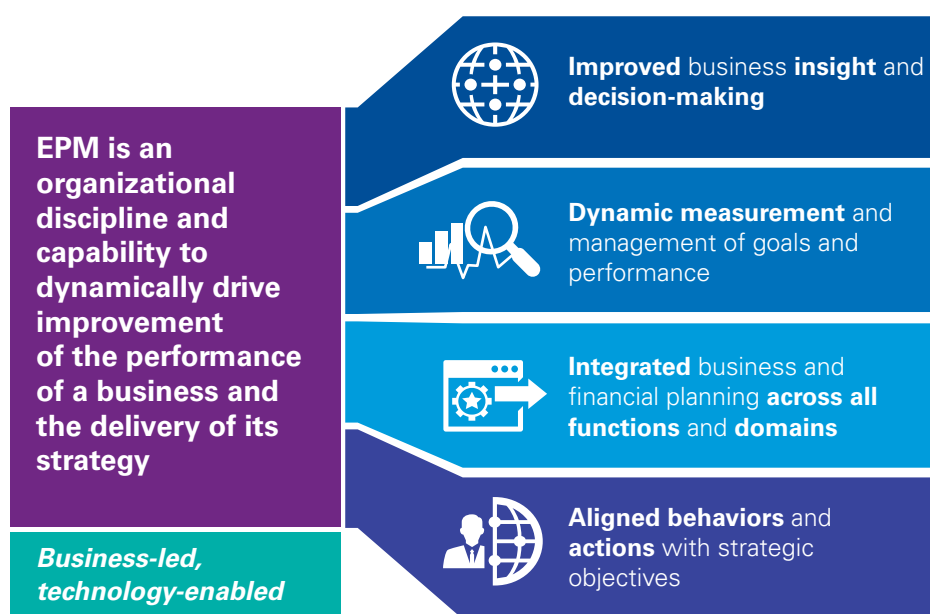 EPM is an
organizational
discipline and
capability to
dynamically drive
improvement
of the performance
of a business and
the delivery of its
strategy
Business-led,
technology-enabled
Improved business insight and
decision-making
Dynamic measurement and
management of goals and
performance
Integrated business and
financial planning across all
functions and domains
Aligned behaviors and
actions with strategic
objectives